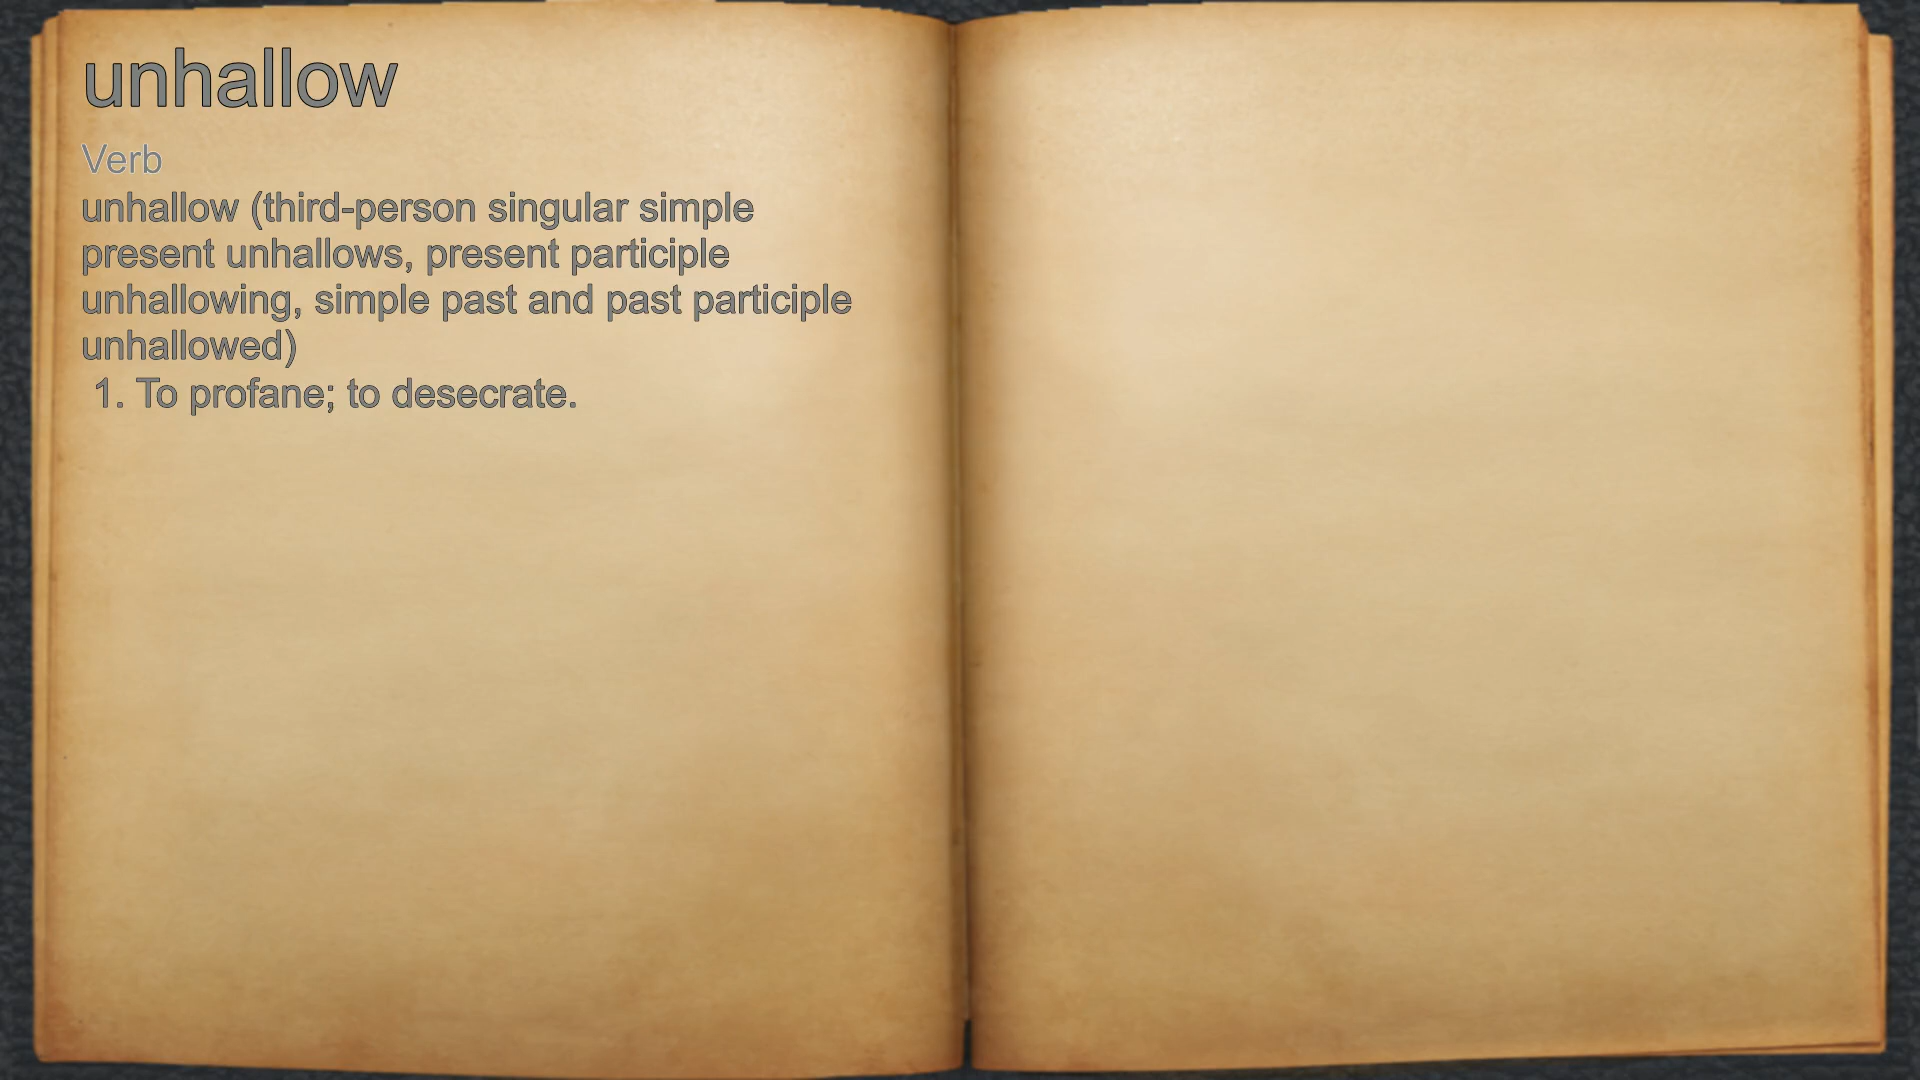 unhallow
Verb
unhallow (third-person singular simple
present unhallows, present participle
unhallowing, simple past and past participle
unhallowed)
1. To profane; to desecrate.